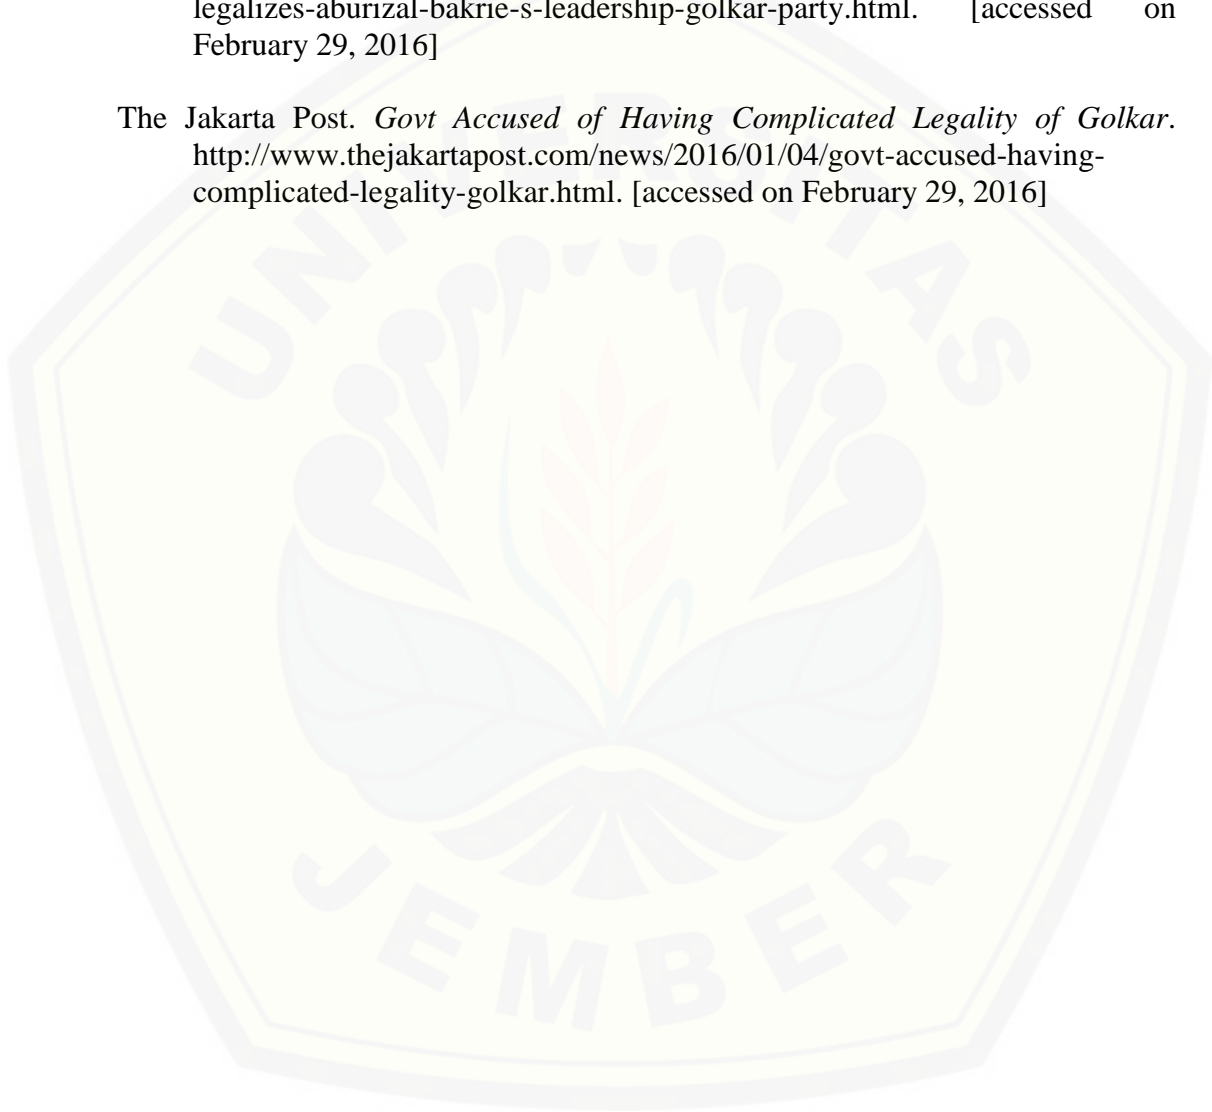 legalizes-aburizal-bakrie-s-leadership-golkar-party.html. [accessed on
February 29, 2016]
The Jakarta Post. Govt Accused of Having Complicated Legality of Golkar.
http://www.thejakartapost.com/news/2016/01/04/govt-accused-having-
complicated-legality-golkar.html. [accessed on February 29, 2016]
UNIVERSITAS
JEMBER